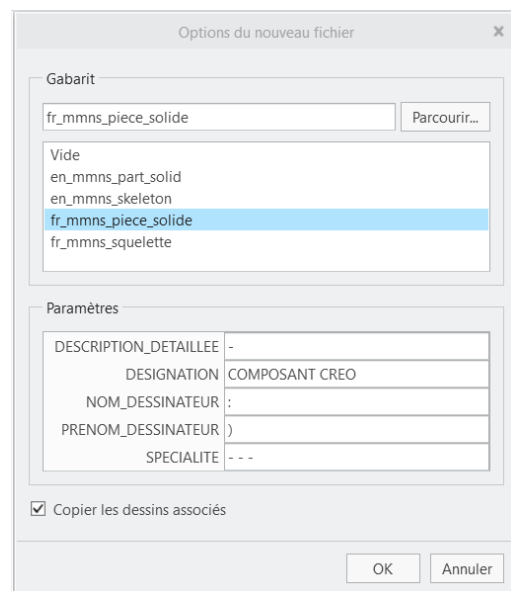 Options du nouveau fichier
Gabarit
fr_mmns_piece_solide Parcourir...
Vide
en_mmns_part_solid
en_mmns_skeleton
fr_mmns_piece_solide
fr_mmns_squelette
Paramètres
DESCRIPTION_DETAILLEE -
DESIGNATION COMPOSANT CREO
NOM_DESSINATEUR :
PRENOM_DESSINATEUR )
SPECIALITE - - -
Copier les dessins associés
OK Annuler